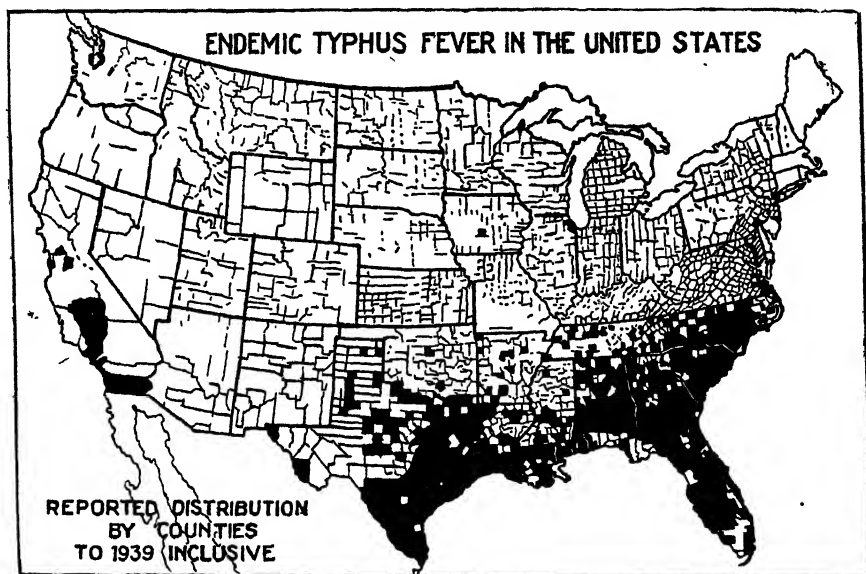 ENDEMIC TYPHUS FEVER IN THE UNITED STATES
REPORTED DISTRIBUTION
BY COUNTIES
TO 1939 INCLUSIVE